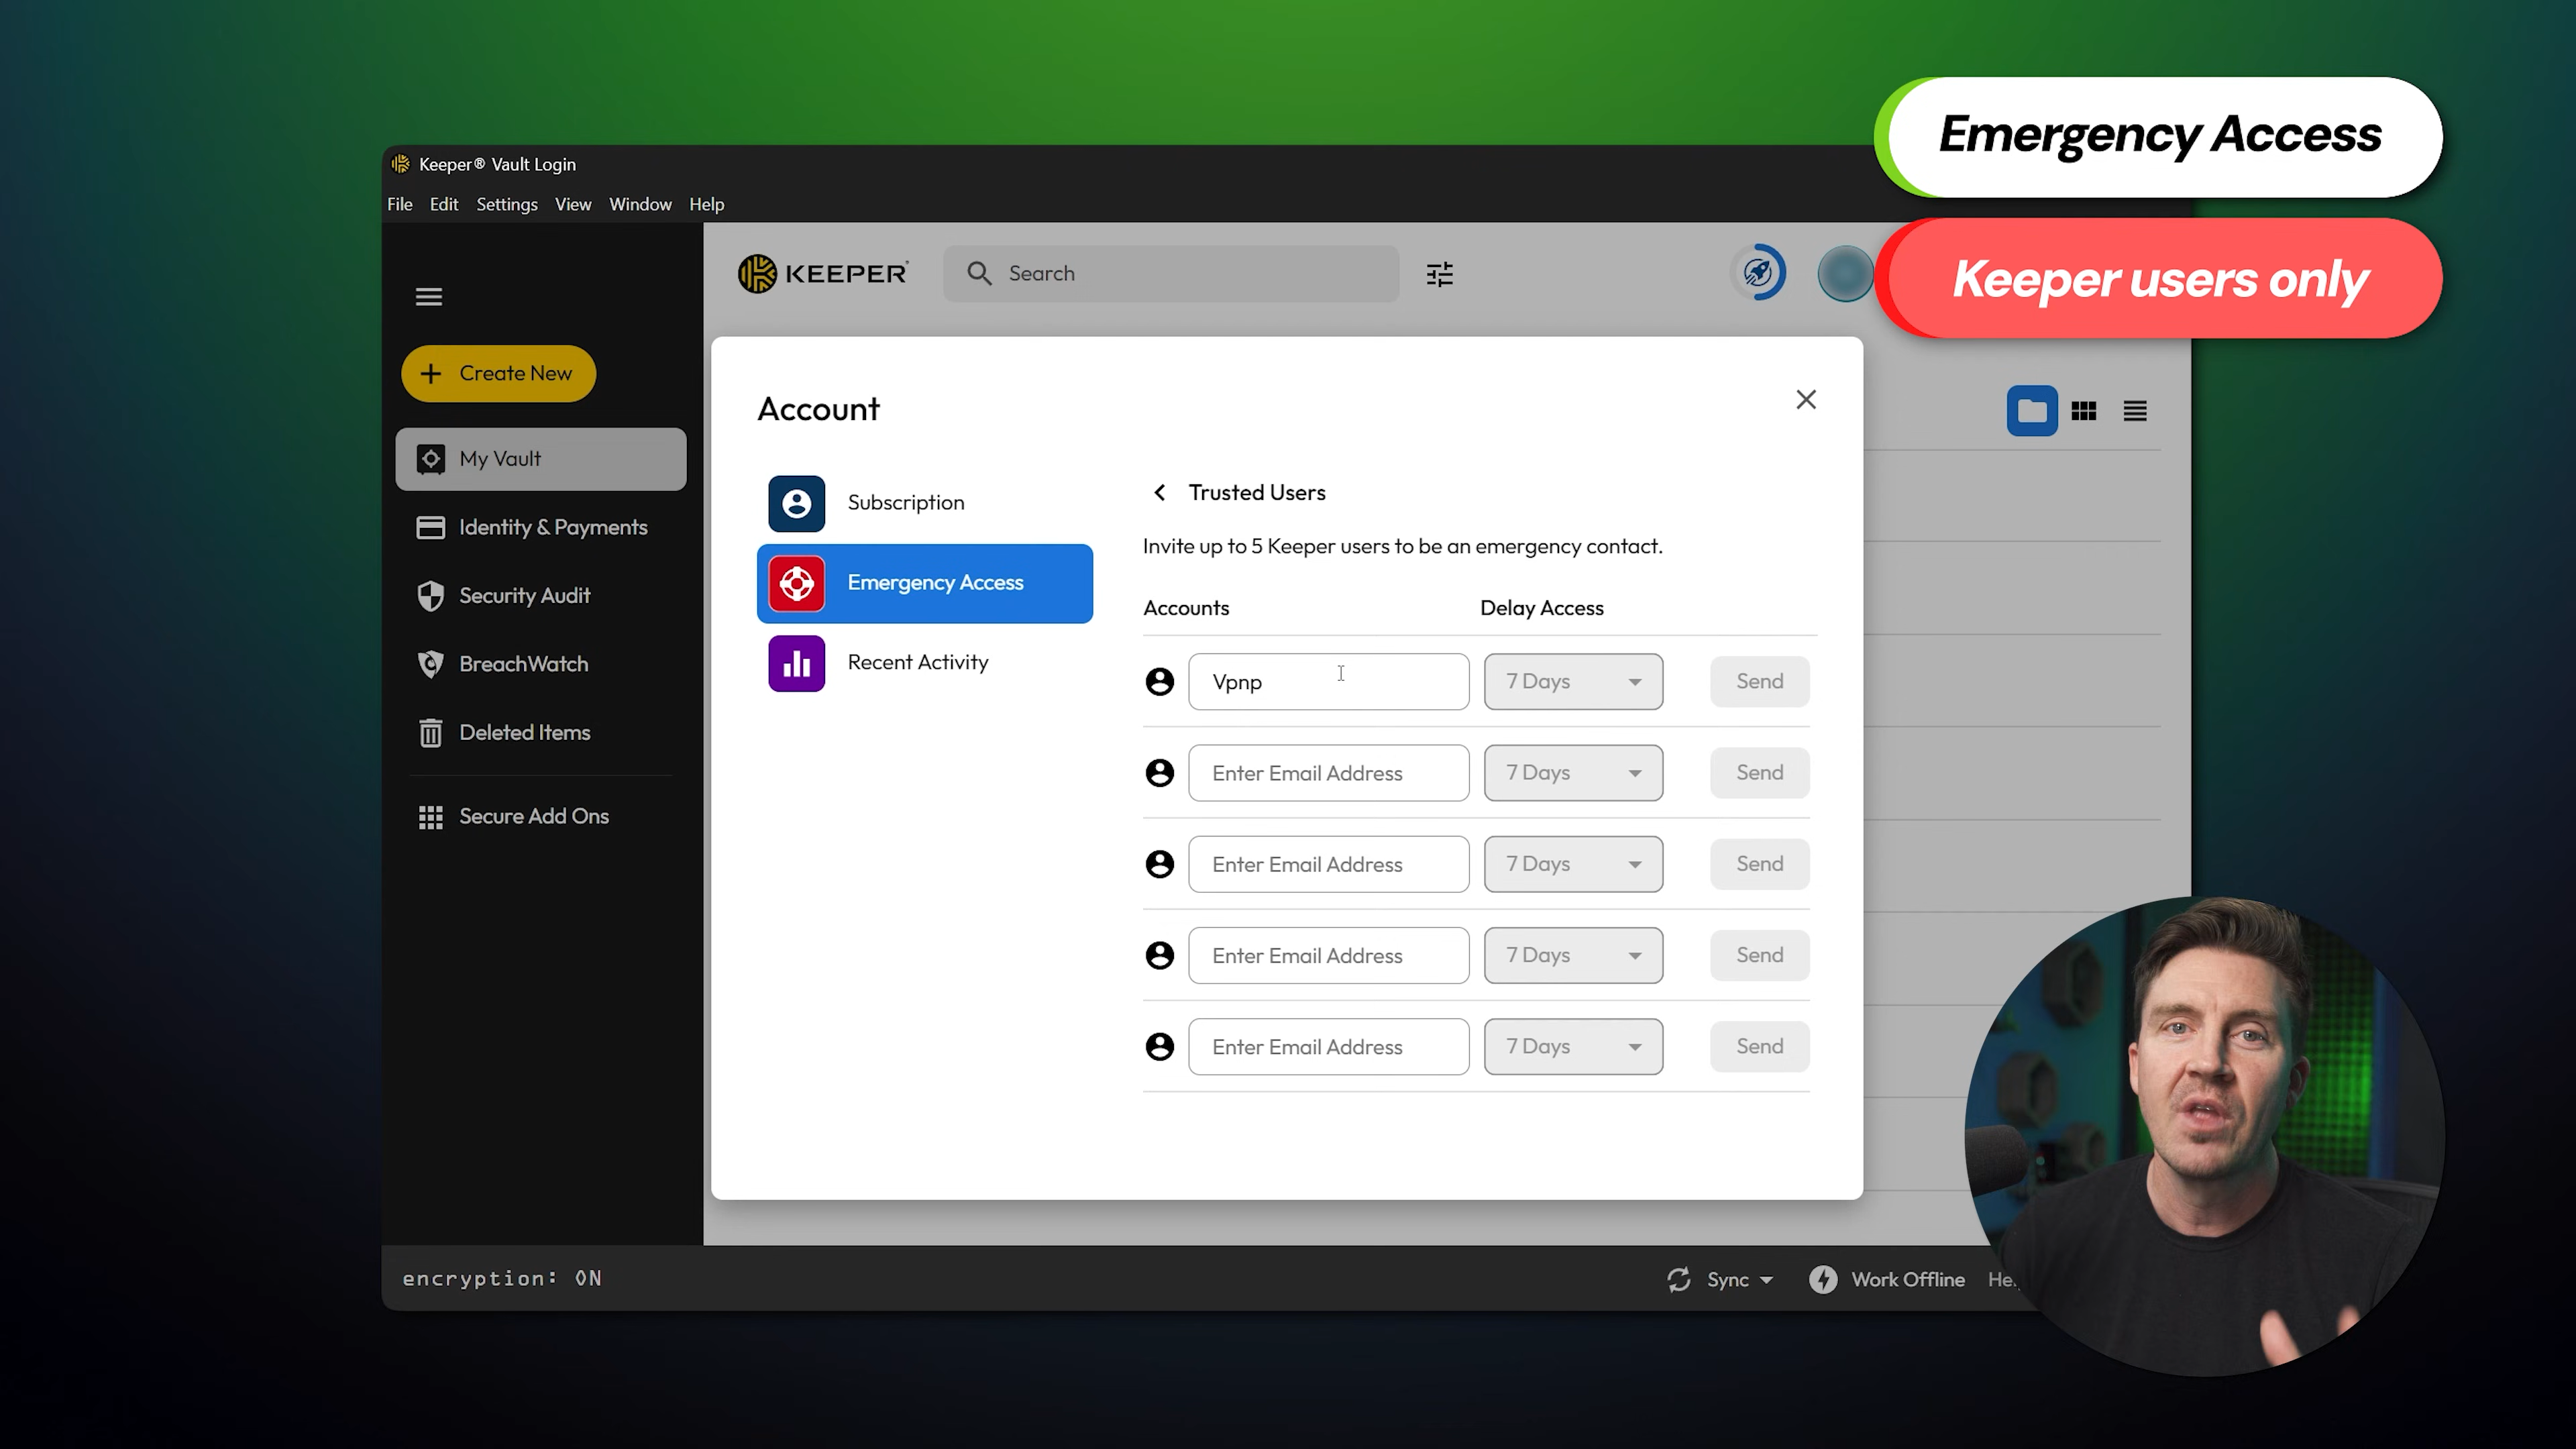 Emergency Access
Keeper users only
Keeper® Vault Login
File Edit Settings View Window Help
KEEPER
Search
Create New
My Vault
Identity & Payments
Security Audit
BreachWatch
Deleted Items
Secure Add Ons
Account
Subscription
Emergency Access
Recent Activity
Trusted Users
Invite up to 5 Keeper users to be an emergency contact.
Accounts Delay Access
Vpnp 7 Days Send
Enter Email Address 7 Days Send
Enter Email Address 7 Days Send
Enter Email Address 7 Days Send
Enter Email Address 7 Days Send
encryption: ON
Sync Work Offline